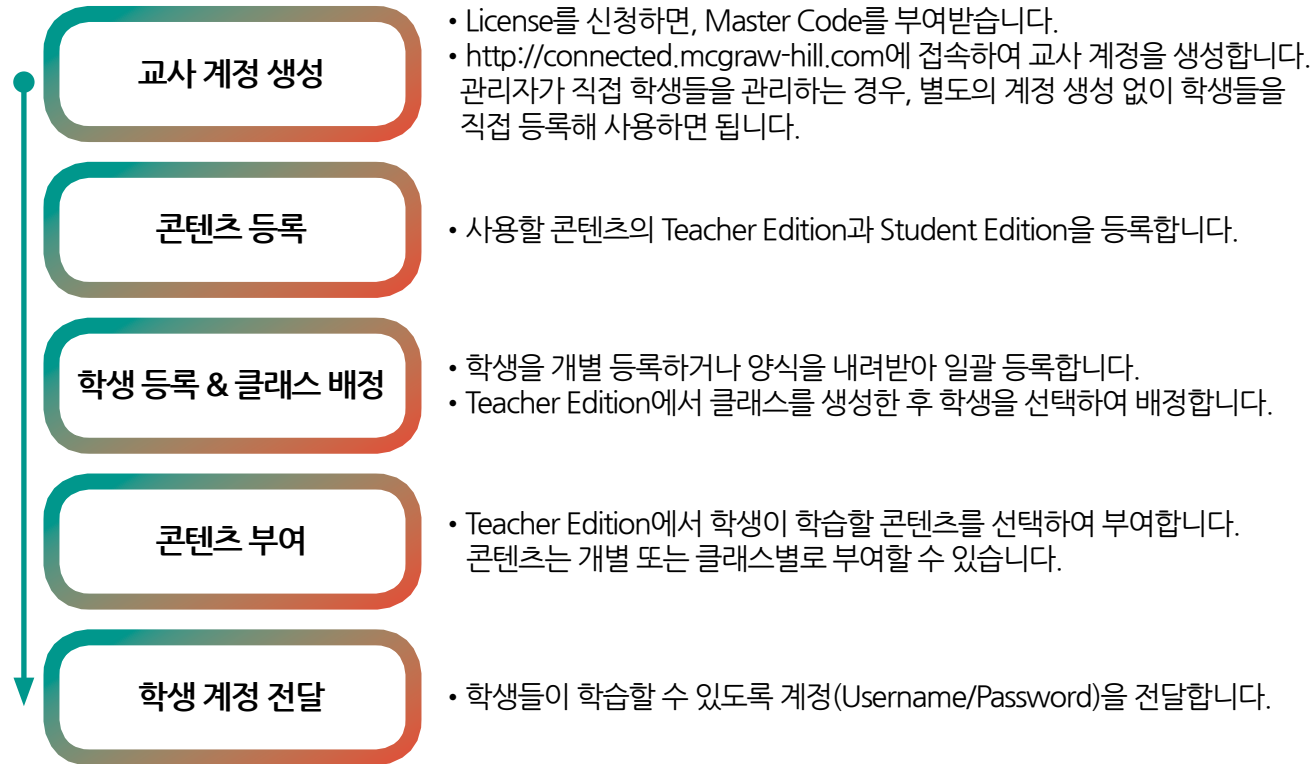 교사 계정 생성
• License를 신청하면, Master Code를 부여받습니다.
• http://connected.mcgraw-hill.com에 접속하여 교사 계정을 생성합니다.
관리자가 직접 학생들을 관리하는 경우, 별도의 계정 생성 없이 학생들을
직접 등록해 사용하면 됩니다.
콘텐츠 등록
• 사용할 콘텐츠의 Teacher Edition과 Student Edition을 등록합니다.
학생 등록 & 클래스 배정
• 학생을 개별 등록하거나 양식을 내려받아 일괄 등록합니다.
• Teacher Edition에서 클래스를 생성한 후 학생을 선택하여 배정합니다.
콘텐츠 부여
• Teacher Edition에서 학생이 학습할 콘텐츠를 선택하여 부여합니다.
콘텐츠는 개별 또는 클래스별로 부여할 수 있습니다.
학생 계정 전달
• 학생들이 학습할 수 있도록 계정(Username/Password)을 전달합니다.